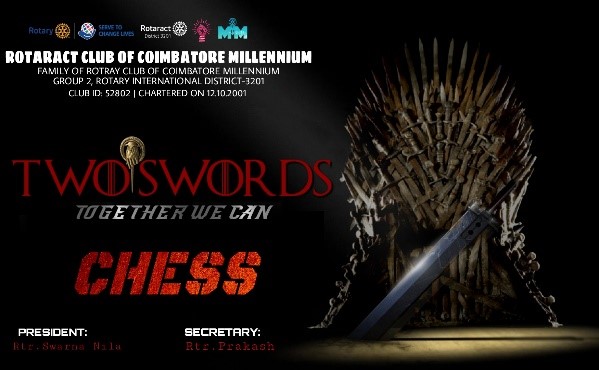 Rotary
SERVE TO
CHANGE LIVES
Rotaract
District 3201
ROTARACT CLUB OF COIMBATORE MILLENNIUM
FAMILY OF ROTRAY CLUB OF COIMBATORE MILLENNIUM
GROUP 2, ROTARY INTERNATIONAL DISTRICT-3201
CLUB ID: 52802 | CHARTERED ON 12.10.2001
TWO SWORDS
TOGETHER WE CAN
CHESS
PRESIDENT: SECRETARY:
Rtr.Swarna Nila Rtr.Prakash